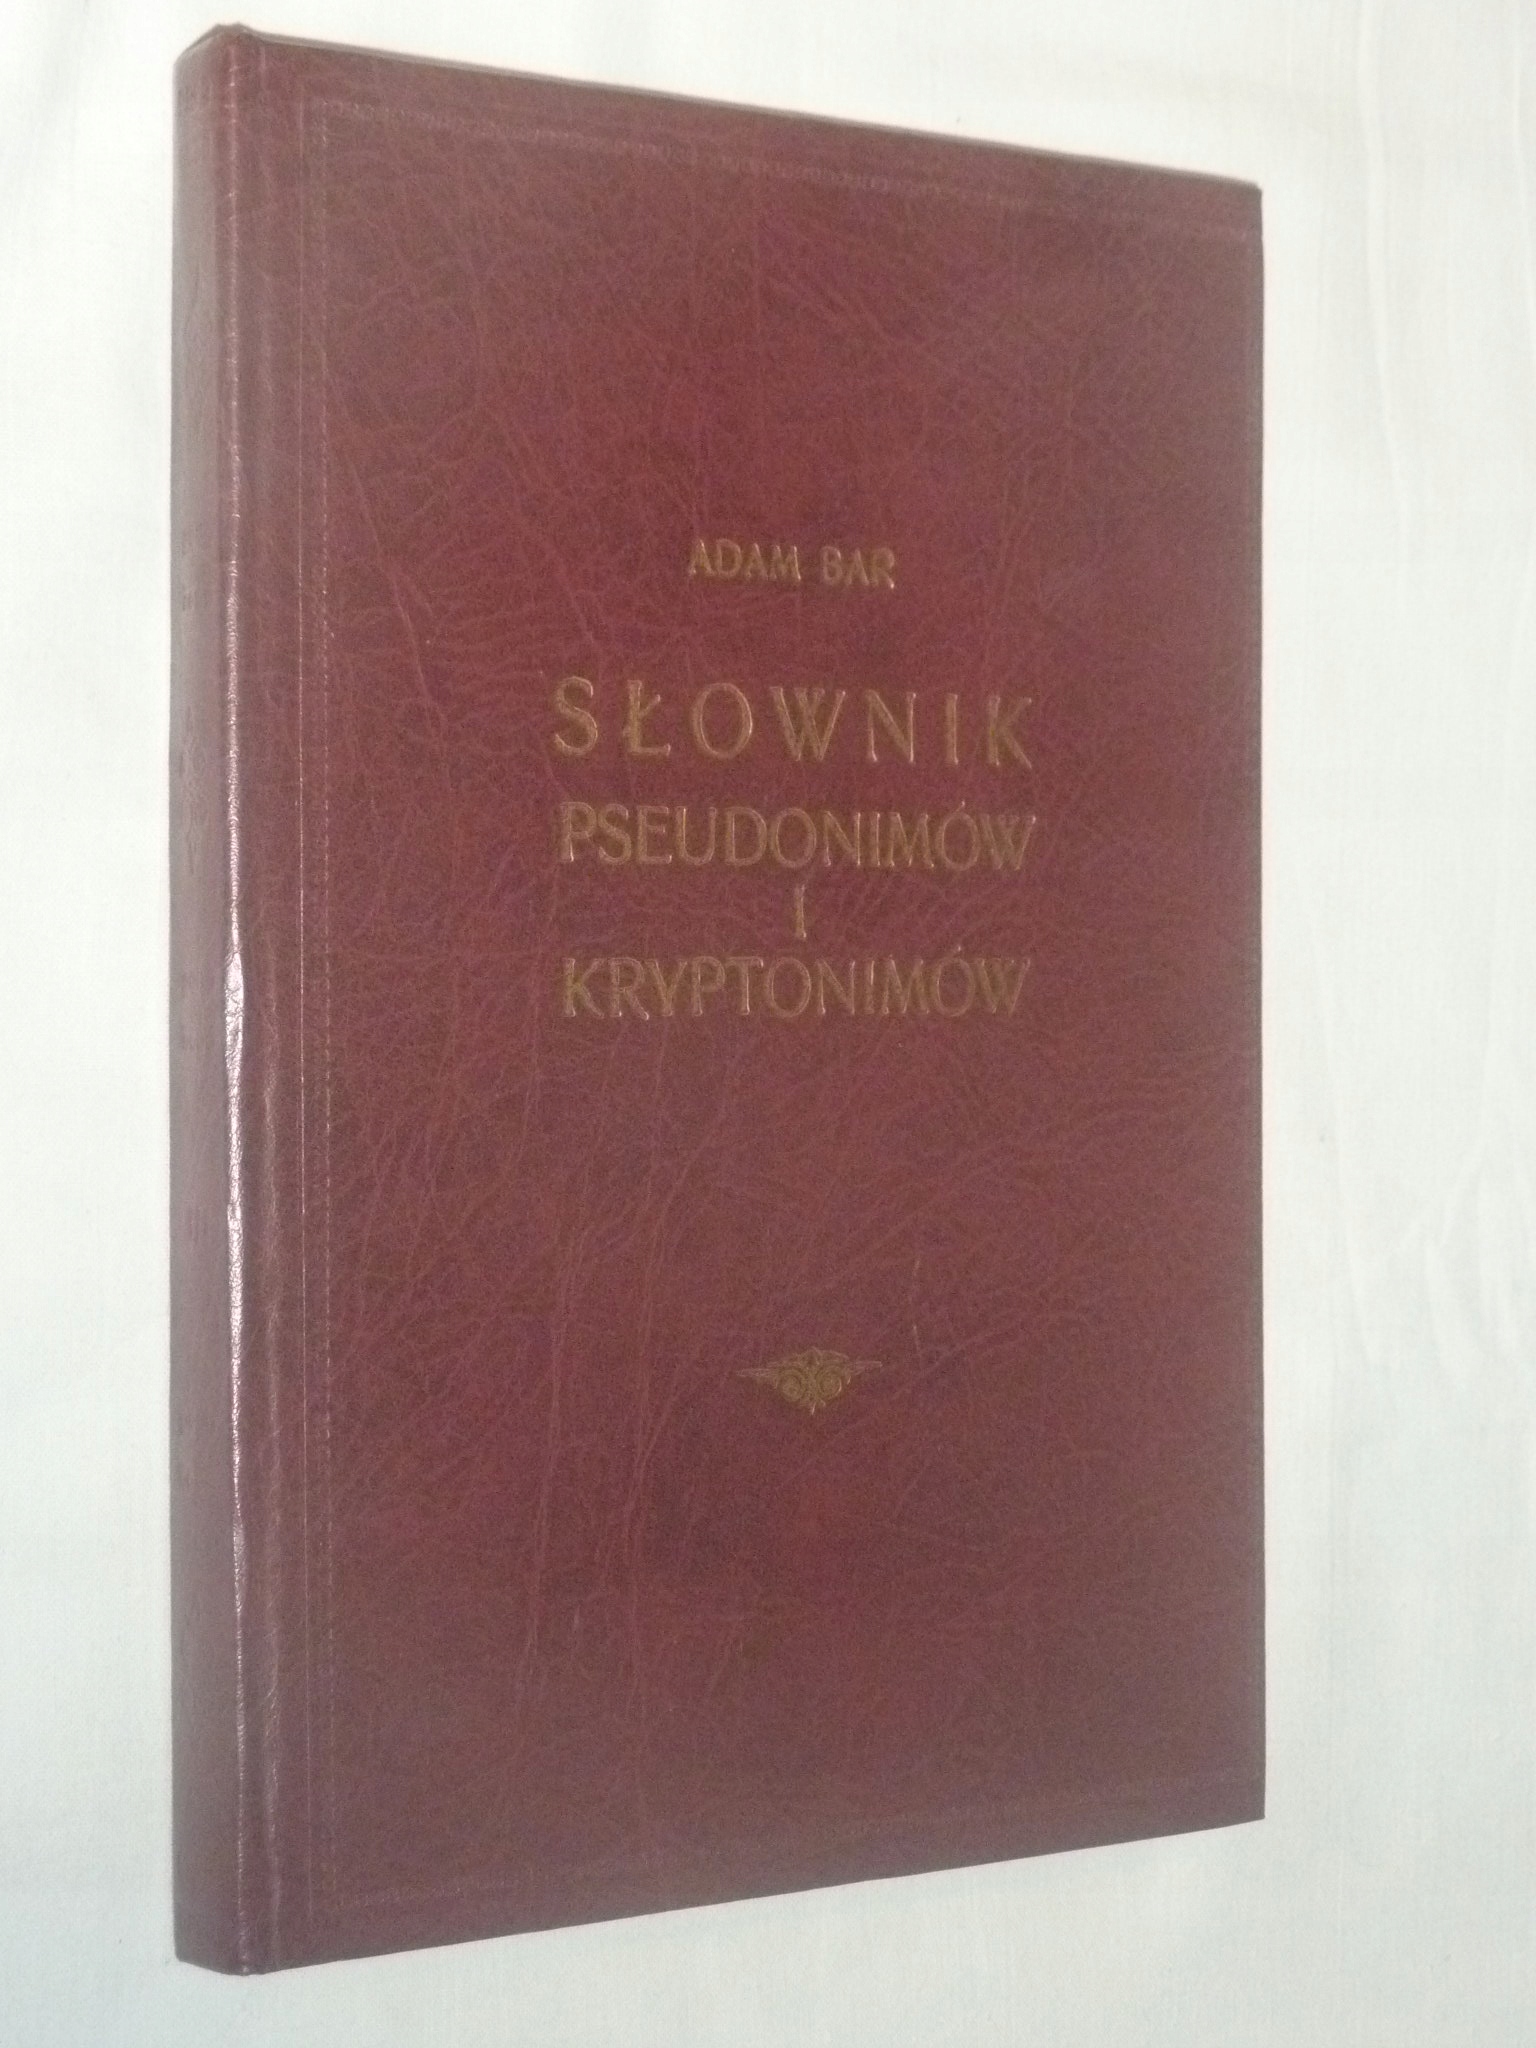 ADAM BAR
SŁOWNIK
PSEUDONIMÓW
I
KRYPTONIMÓW